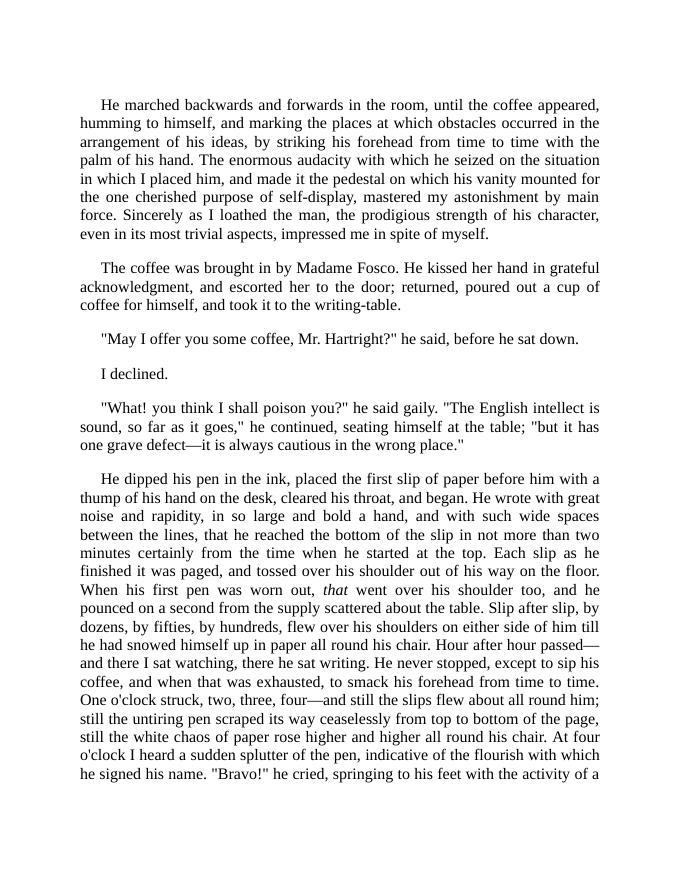 He marched backwards and forwards in the room, until the coffee appeared,
humming to himself, and marking the places at which obstacles occurred in the
arrangement of his ideas, by striking his forehead from time to time with the
palm of his hand. The enormous audacity with which he seized on the situation
in which I placed him, and made it the pedestal on which his vanity mounted for
the one cherished purpose of self-display, mastered my astonishment by main
force. Sincerely as I loathed the man, the prodigious strength of his character,
even in its most trivial aspects, impressed me in spite of myself.
The coffee was brought in by Madame Fosco. He kissed her hand in grateful
acknowledgment, and escorted her to the door; returned, poured out a cup of
coffee for himself, and took it to the writing-table.
"May I offer you some coffee, Mr. Hartright?" he said, before he sat down.
I declined.
"What! you think I shall poison you?" he said gaily. "The English intellect is
sound, so far as it goes," he continued, seating himself at the table; "but it has
one grave defect—it is always cautious in the wrong place."
He dipped his pen in the ink, placed the first slip of paper before him with a
thump of his hand on the desk, cleared his throat, and began. He wrote with great
noise and rapidity, in so large and bold a hand, and with such wide spaces
between the lines, that he reached the bottom of the slip in not more than two
minutes certainly from the time when he started at the top. Each slip as he
finished it was paged, and tossed over his shoulder out of his way on the floor.
When his first pen was worn out, that went over his shoulder too, and he
pounced on a second from the supply scattered about the table. Slip after slip, by
dozens, by fifties, by hundreds, flew over his shoulders on either side of him till
he had snowed himself up in paper all round his chair. Hour after hour passed—
and there I sat watching, there he sat writing. He never stopped, except to sip his
coffee, and when that was exhausted, to smack his forehead from time to time.
One o'clock struck, two, three, four—and still the slips flew about all round him;
still the untiring pen scraped its way ceaselessly from top to bottom of the page,
still the white chaos of paper rose higher and higher all round his chair. At four
o'clock I heard a sudden splutter of the pen, indicative of the flourish with which
he signed his name. "Bravo!" he cried, springing to his feet with the activity of a